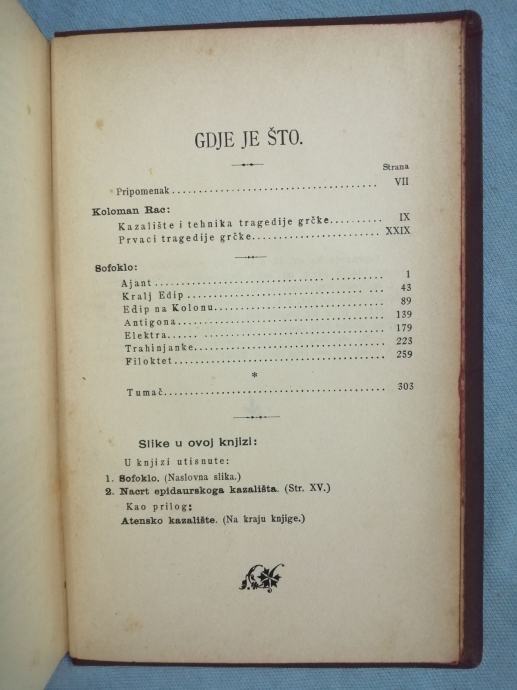 GDJE JE ŠTO.
Strana
Pripomenak ........................................ VII
Koloman Rac:
Kazalište i tehnika tragedije grčke .......... IX
Prvaci tragedije grčke ......................... XXIX
Sofoklo:
Ajant ........................................ 1
Kralj Edip ........................................ 43
Edip na Kolonu ........................................ 89
Antigona ........................................ 139
Elektra ........................................ 179
Trahinjanke ........................................ 223
Filoktet ........................................ 259
*
Tumač ........................................ 303
Slike u ovoj knjizi:
U knjizi utisnute:
1. Sofoklo. (Naslovna slika.)
2. Nacrt epidaurskoga kazališta. (Str. XV.)
Kao prilog:
Atensko kazalište. (Na kraju knjige.)